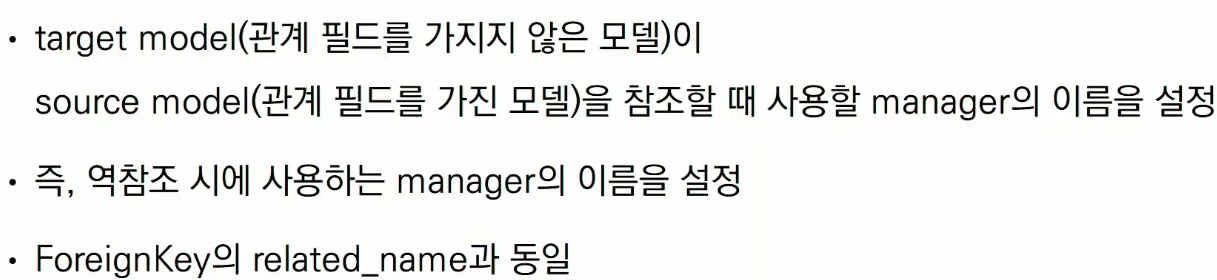 • target model(관계 필드를 가지지 않은 모델)이
source model(관계 필드를 가진 모델)을 참조할 때 사용할 manager의 이름을 설정
• 즉, 역참조 시에 사용하는 manager의 이름을 설정
• ForeignKey의 related_name과 동일